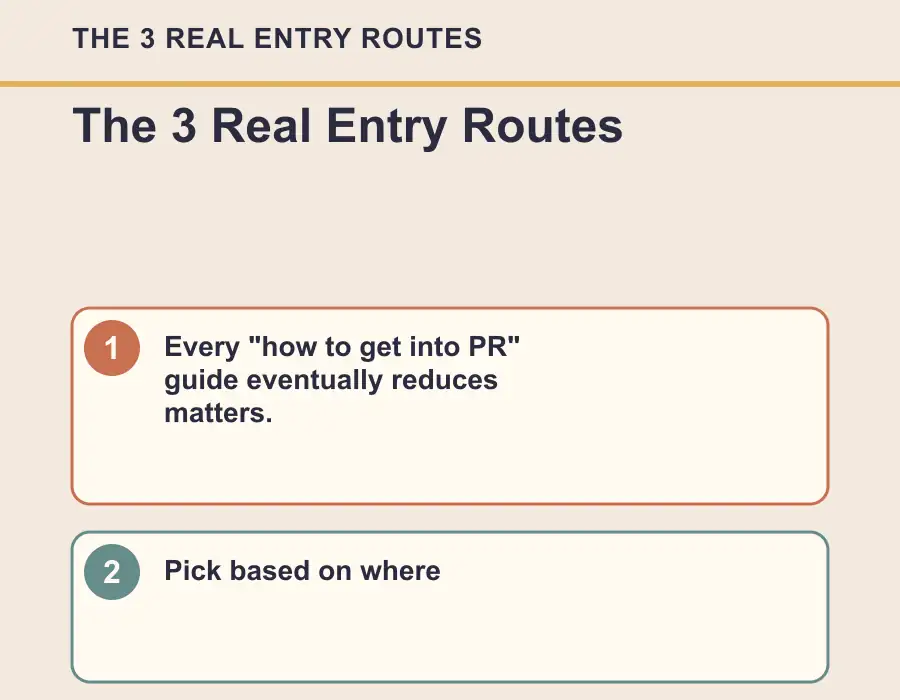 THE 3 REAL ENTRY ROUTES
The 3 Real Entry Routes
1
Every "how to get into PR"
guide eventually reduces
matters.
2
Pick based on where